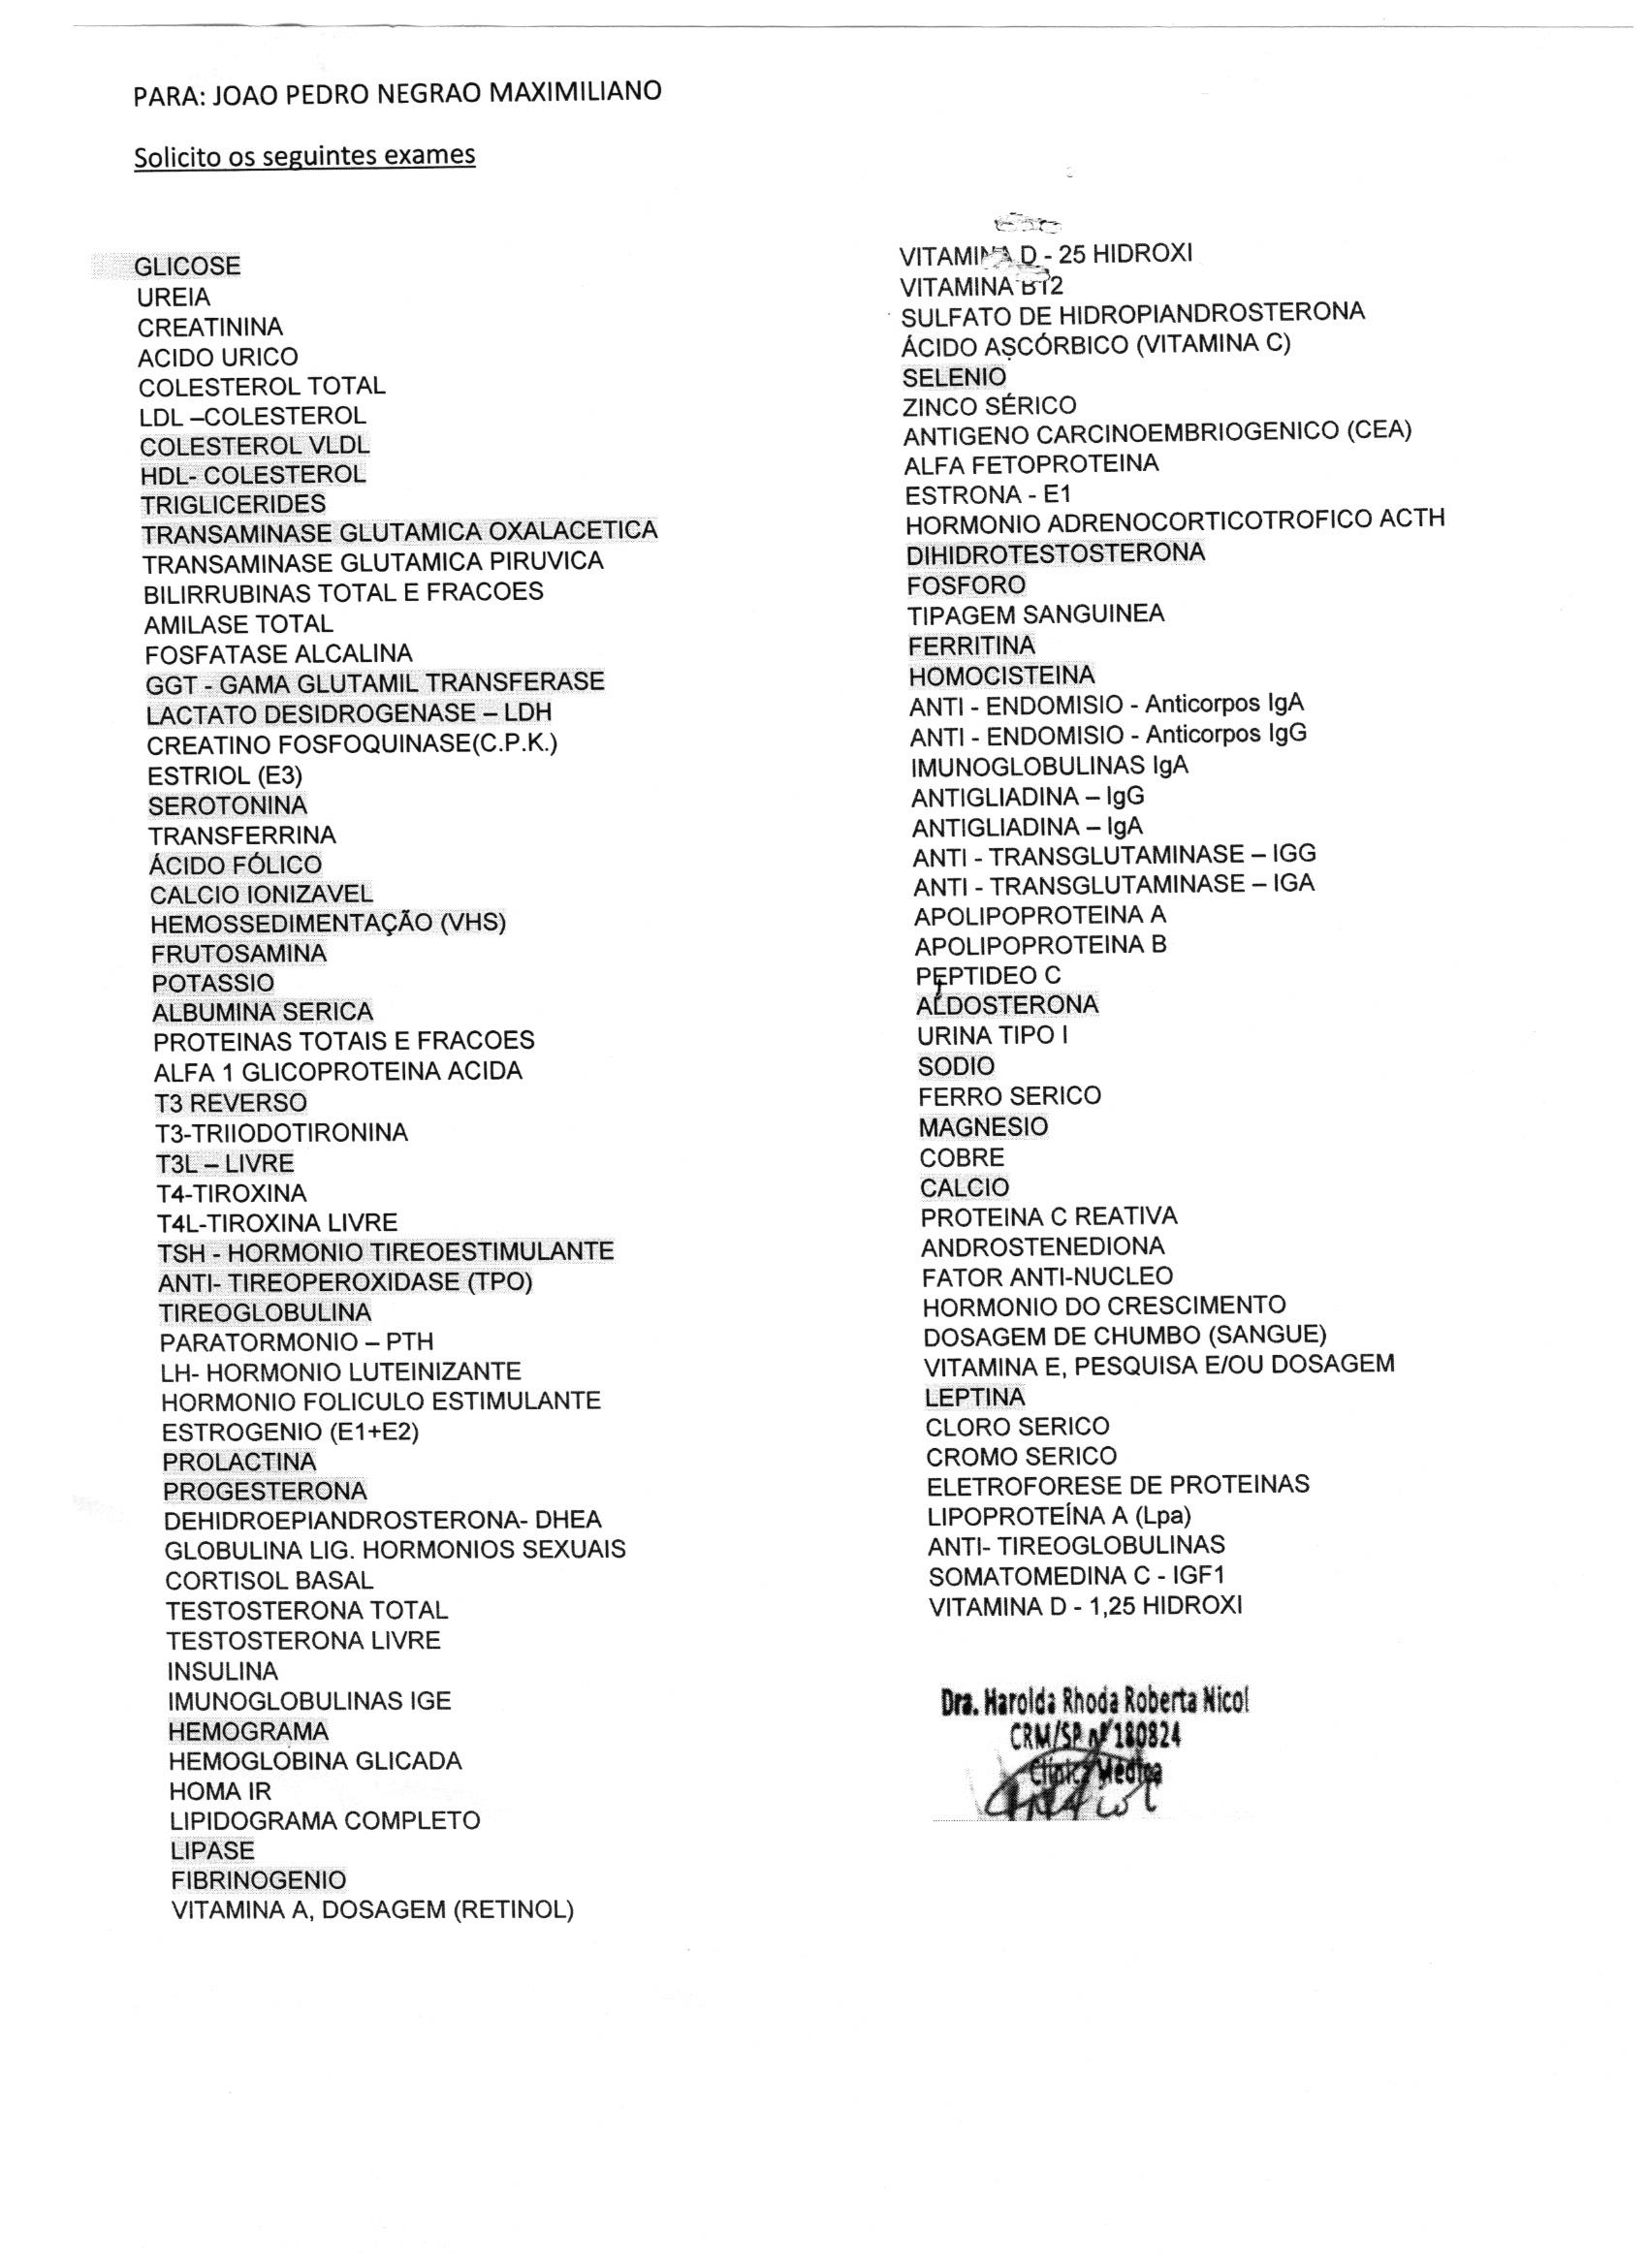 PARA: JOAO PEDRO NEGRAO MAXIMILIANO
Solicito os seguintes exames
GLICOSE
UREIA
CREATININA
ACIDO URICO
COLESTEROL TOTAL
LDL –COLESTEROL
COLESTEROL VLDL
HDL- COLESTEROL
TRIGLICERIDES
TRANSAMINASE GLUTAMICA OXALACETICA
TRANSAMINASE GLUTAMICA PIRUVICA
BILIRRUBINAS TOTAL E FRACOES
AMILASE TOTAL
FOSFATASE ALCALINA
GGT - GAMA GLUTAMIL TRANSFERASE
LACTATO DESIDROGENASE – LDH
CREATINO FOSFOQUINASE(C.P.K.)
ESTRIOL (E3)
SEROTONINA
TRANSFERRINA
ÁCIDO FÓLICO
CALCIO IONIZAVEL
HEMOSSEDIMENTAÇÃO (VHS)
FRUTOSAMINA
POTASSIO
ALBUMINA SERICA
PROTEINAS TOTAIS E FRACOES
ALFA 1 GLICOPROTEINA ACIDA
T3 REVERSO
T3-TRIIODOTIRONINA
T3L – LIVRE
T4-TIROXINA
T4L-TIROXINA LIVRE
TSH - HORMONIO TIREOESTIMULANTE
ANTI- TIREOPEROXIDASE (TPO)
TIREOGLOBULINA
PARATORMONIO – PTH
LH- HORMONIO LUTEINIZANTE
HORMONIO FOLICULO ESTIMULANTE
ESTROGENIO (E1+E2)
PROLACTINA
PROGESTERONA
DEHIDROEPIANDROSTERONA- DHEA
GLOBULINA LIG. HORMONIOS SEXUAIS
CORTISOL BASAL
TESTOSTERONA TOTAL
TESTOSTERONA LIVRE
INSULINA
IMUNOGLOBULINAS IGE
HEMOGRAMA
HEMOGLOBINA GLICADA
HOMA IR
LIPIDOGRAMA COMPLETO
LIPASE
FIBRINOGENIO
VITAMINA A, DOSAGEM (RETINOL)
VITAMINA D - 25 HIDROXI
VITAMINA B12
SULFATO DE HIDROPIANDROSTERONA
ÁCIDO ASCÓRBICO (VITAMINA C)
SELENIO
ZINCO SÉRICO
ANTIGENO CARCINOEMBRIOGENICO (CEA)
ALFA FETOPROTEINA
ESTRONA - E1
HORMONIO ADRENOCORTICOTROFICO ACTH
DIHIDROTESTOSTERONA
FOSFORO
TIPAGEM SANGUINEA
FERRITINA
HOMOCISTEINA
ANTI - ENDOMISIO - Anticorpos IgA
ANTI - ENDOMISIO - Anticorpos IgG
IMUNOGLOBULINAS IgA
ANTIGLIADINA – IgG
ANTIGLIADINA – IgA
ANTI - TRANSGLUTAMINASE – IGG
ANTI - TRANSGLUTAMINASE – IGA
APOLIPOPROTEINA A
APOLIPOPROTEINA B
PEPTIDEO C
ALDOSTERONA
URINA TIPO I
SODIO
FERRO SERICO
MAGNESIO
COBRE
CALCIO
PROTEINA C REATIVA
ANDROSTENEDIONA
FATOR ANTI-NUCLEO
HORMONIO DO CRESCIMENTO
DOSAGEM DE CHUMBO (SANGUE)
VITAMINA E, PESQUISA E/OU DOSAGEM
LEPTINA
CLORO SERICO
CROMO SERICO
ELETROFORESE DE PROTEINAS
LIPOPROTEÍNA A (Lpa)
ANTI- TIREOGLOBULINAS
SOMATOMEDINA C - IGF1
VITAMINA D - 1,25 HIDROXI
Dra. Harolda Rhoda Roberta Nicol
CRM/SP nº 180824
Clínica Médica